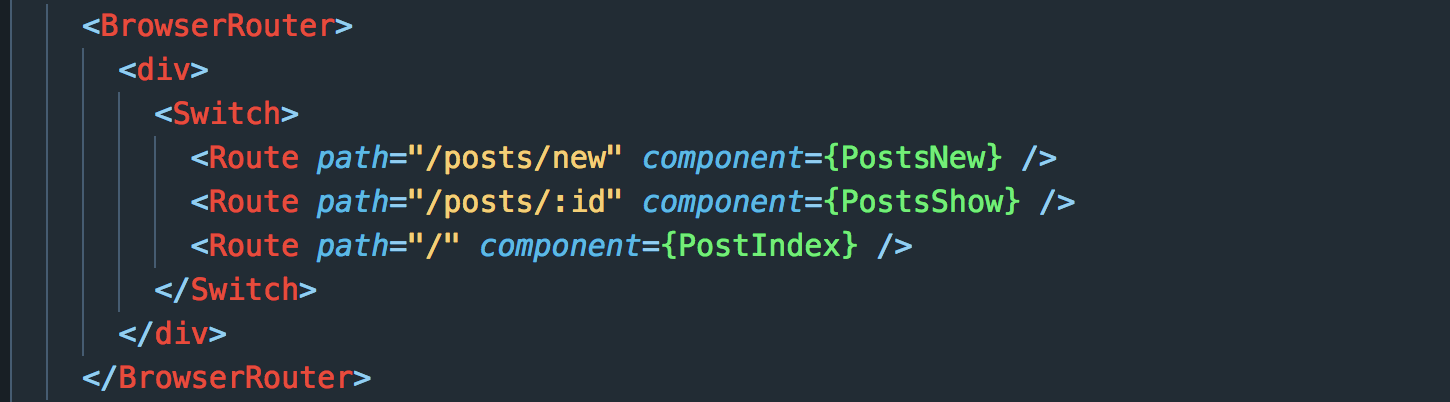 <BrowserRouter>
<div>
<Switch>
<Route path="/posts/new" component={PostsNew} />
<Route path="/posts/:id" component={PostsShow} />
<Route path="/" component={PostIndex} />
</Switch>
</div>
</BrowserRouter>